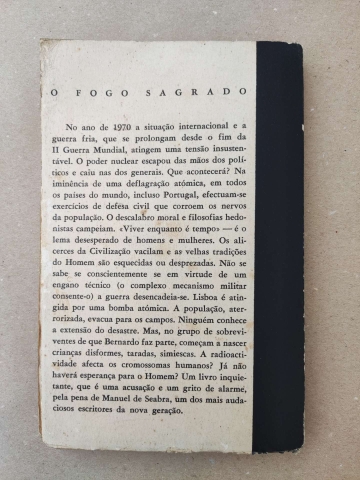 O FOGO SAGRADO
No ano de 1970 a situação internacional e a
guerra fria, que se prolongam desde o fim da
II Guerra Mundial, atingem uma tensão insusten-
tável. O poder nuclear escapou das mãos dos polí-
ticos e caiu nas dos generais. Que acontecerá? Na
iminência de uma deflagração atómica, em todos
os países do mundo, incluso Portugal, efectuam-se
exercícios de defesa civil que corroem os nervos
da população. O descalabro moral e filosofias hedo-
nistas campeiam. «Viver enquanto é tempo» — é
o lema desesperado de homens e mulheres. Os ali-
cerces da Civilização vacilam e as velhas tradições
do Homem são esquecidas ou desprezadas. Não se
sabe se conscientemente se em virtude de um
engano técnico (o complexo mecanismo militar
consente-o) a guerra desencadeia-se. Lisboa é atin-
gida por uma bomba atómica. A população, ater-
rorizada, evacua para os campos. Ninguém conhece
a extensão do desastre. Mas, no grupo de sobrevi-
ventes de que Bernardo faz parte, começam a nascer
crianças disformes, taradas, simiescas. A radioacti-
vidade afecta os cromossomas humanos? Já não
haverá esperança para o Homem? Um livro inquie-
tante, que é uma acusação e um grito de alarme,
pela pena de Manuel de Seabra, um dos mais auda-
ciosos escritores da nova geração.